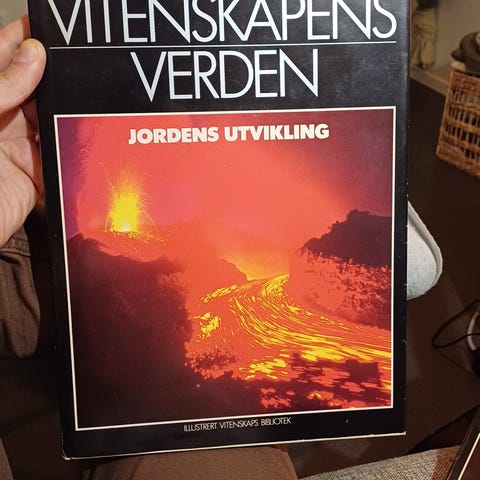 VITENSKAPENS
VERDEN
JORDENS UTVIKLING
ILLUSTRERT VITENSKAPS BIBLIOTEK